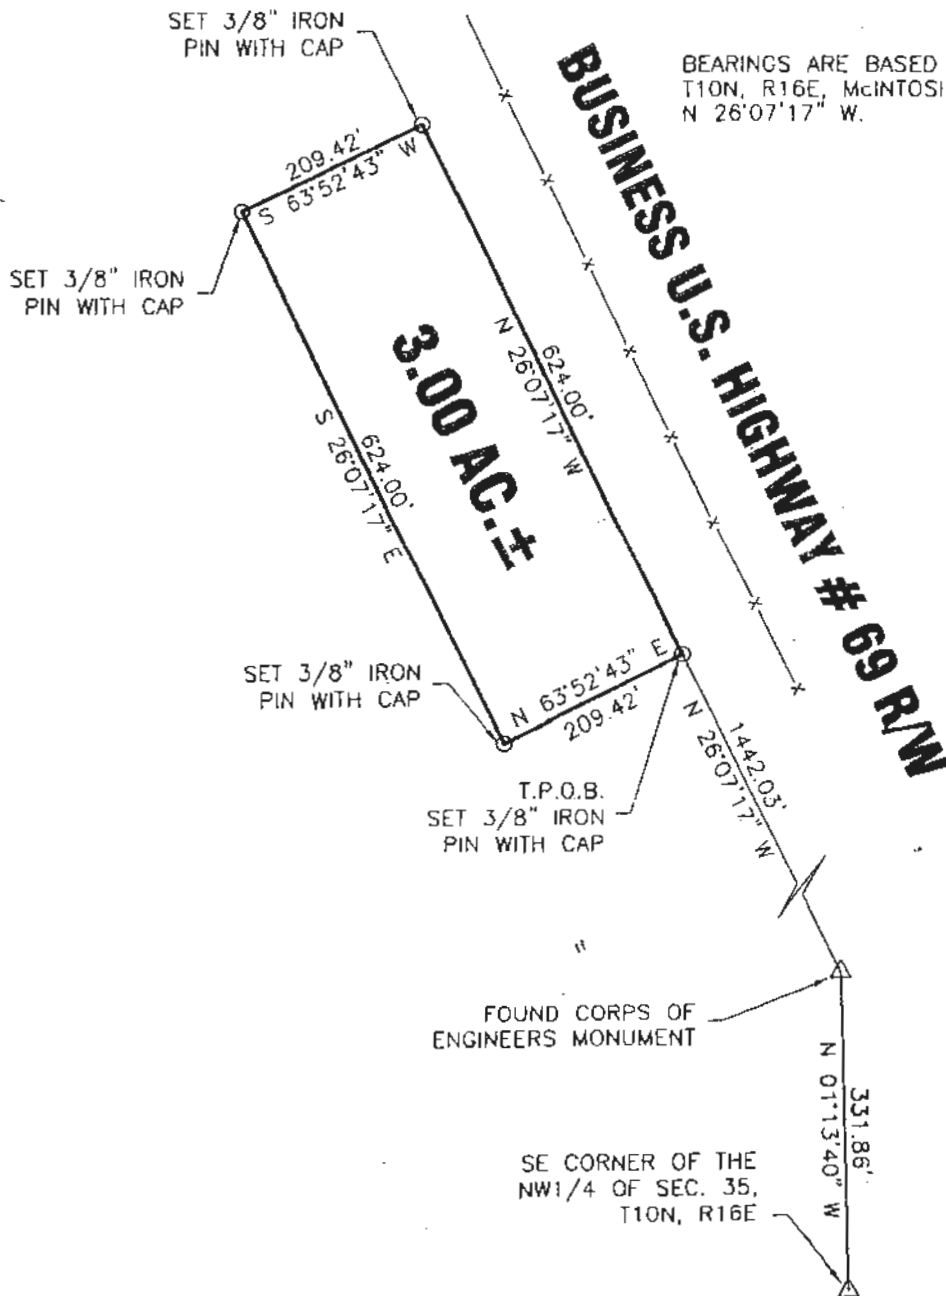 SET 3/8" IRON
PIN WITH CAP
BEARINGS ARE BASED
T10N, R16E, McINTOSH
N 26°07'17" W.
BUSINESS U.S. HIGHWAY # 69 R/W
209.42'
S 63°52'43" W
SET 3/8" IRON
PIN WITH CAP
624.00'
N 26°07'17" W
3.00 AC.±
624.00'
S 26°07'17" E
SET 3/8" IRON
PIN WITH CAP
N 63°52'43" E
209.42'
T.P.O.B.
SET 3/8" IRON
PIN WITH CAP
1442.03'
N 26°07'17" W
FOUND CORPS OF
ENGINEERS MONUMENT
331.86'
N 01°13'40" W
SE CORNER OF THE
NW1/4 OF SEC. 35,
T10N, R16E